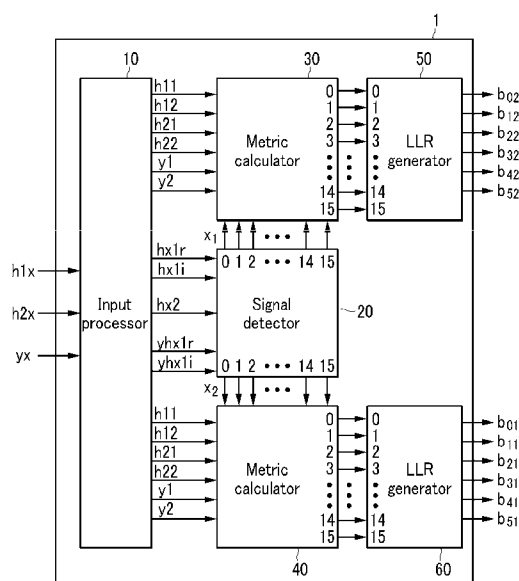 1
10
30
50
h11
h12
h21
h22
y1
y2
Metric
calculator
0
1
2
3
14
15
0
1
2
3
14
15
LLR
generator
b02
b12
b22
b32
b42
b52
x1
h1x
h2x
yx
Input
processor
hx1r
hx1i
hx2
yhx1r
yhx1i
0 1 2 14 15
Signal
detector
0 1 2 14 15
20
x2
h11
h12
h21
h22
y1
y2
Metric
calculator
0
1
2
3
14
15
0
1
2
3
14
15
LLR
generator
b01
b11
b21
b31
b41
b51
40
60